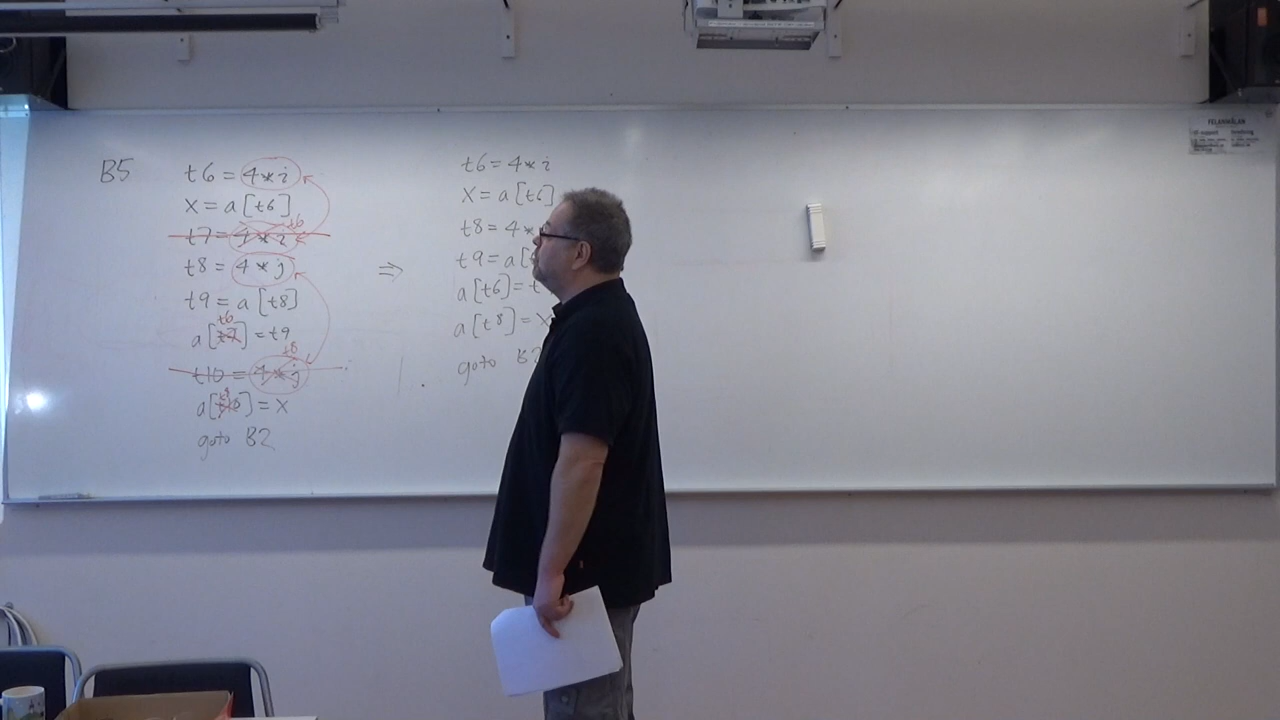 B5
t6 = 4*i
x = a[t6]
t6
t7 = 4*i
t8 = 4*j
t9 = a[t8]
t6
a[t7] = t9
t8
t10 = 4*j
t8
a[t10] = x
goto B2
⇒
t6 = 4*i
x = a[t6]
t8 = 4*
t9 = a[
a[t6] = t
a[t8] = x
goto B2
FELANMÄLAN